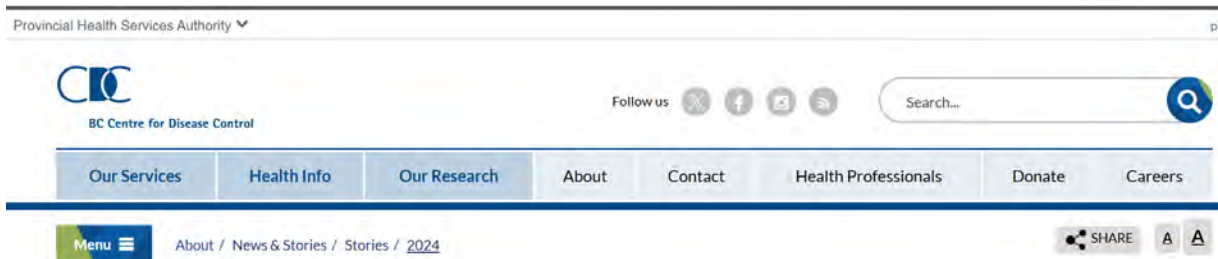 Provincial Health Services Authority
p
CDC
BC Centre for Disease Control
Follow us
Search...
Our Services Health Info Our Research About Contact Health Professionals Donate Careers
Menu About / News & Stories / Stories / 2024 SHARE A A